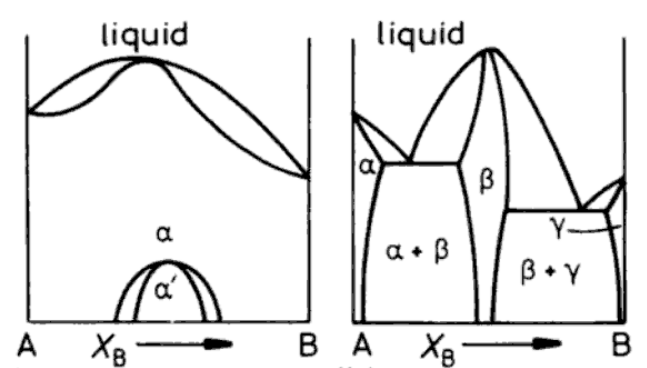 liquid
α
α′
A X_B B
liquid
α
β
γ
α + β
β + γ
A X_B B